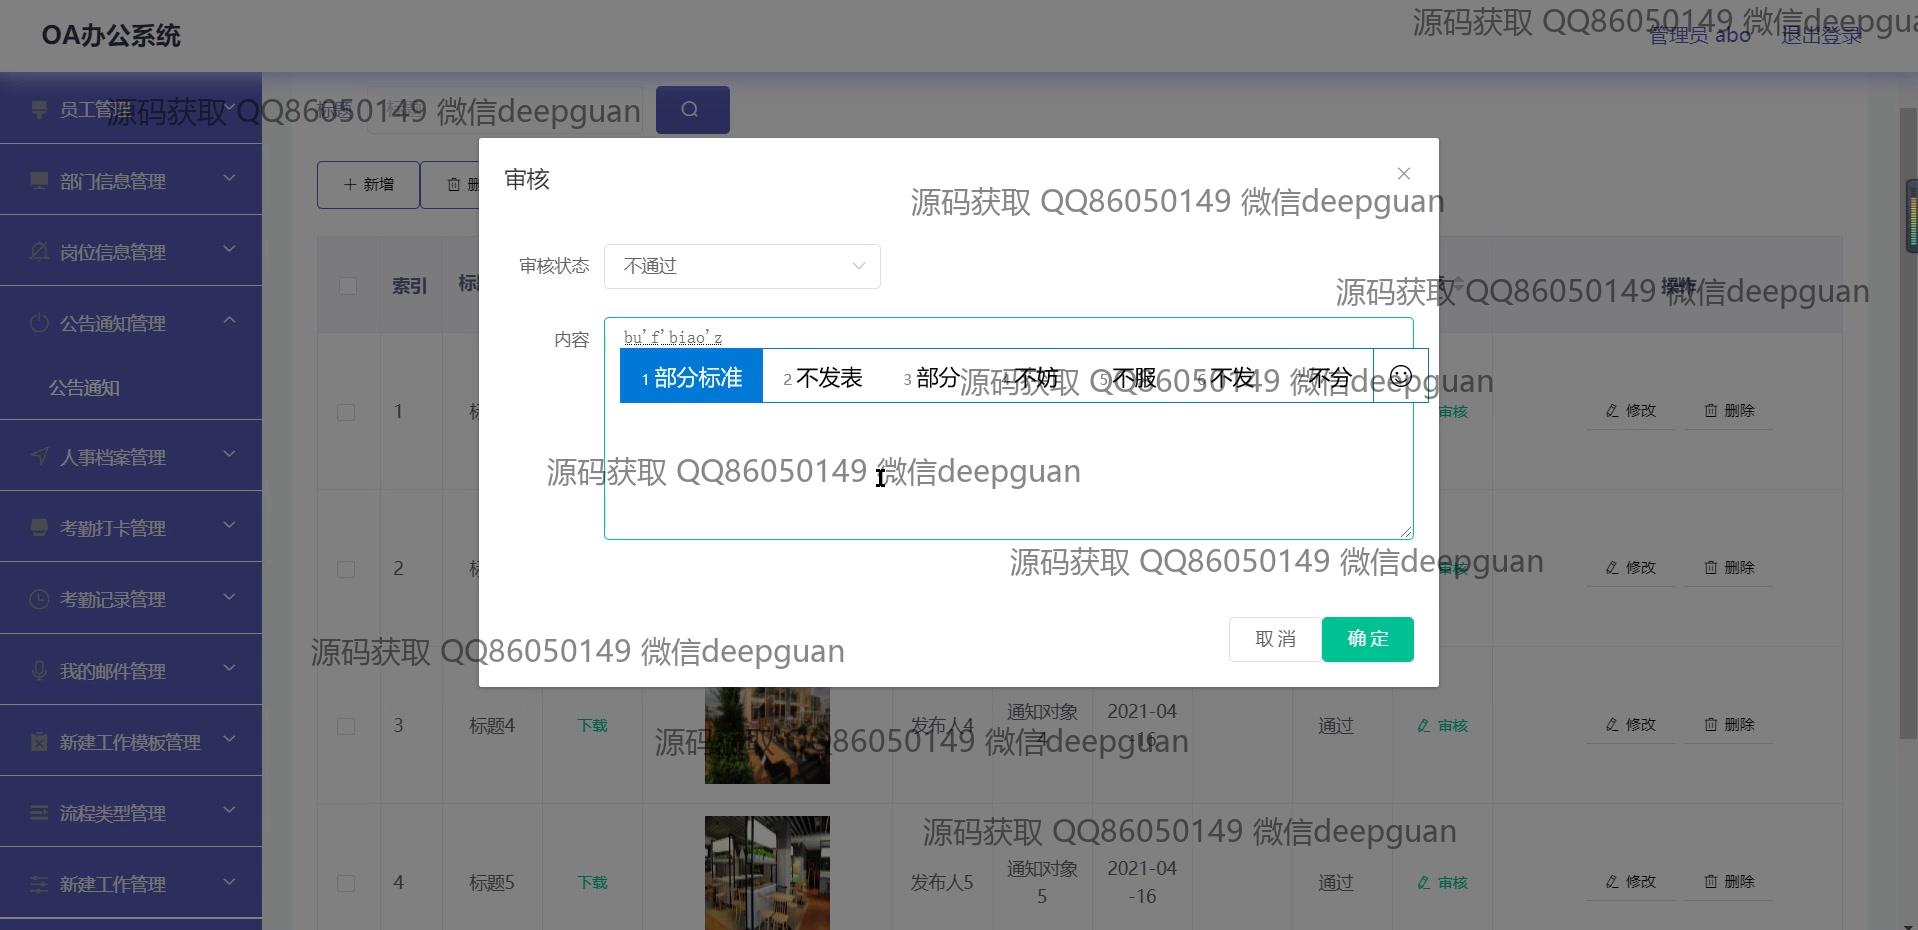 OA办公系统
源码获取 QQ86050149 微信deepgua
管理员 abo
退出登录
员工管理
源码获取 QQ86050149 微信deepguan
标题
部门信息管理
新增
删
审核
源码获取 QQ86050149 微信deepguan
岗位信息管理
审核状态
不通过
索引
标题
操作
源码获取 QQ86050149 微信deepguan
公告通知管理
内容
bu'f'biao'z
1 部分标准
2 不发表
3 部分
4 不妨
5 不服
6 不发
不分
源码获取 QQ86050149 微信deepguan
公告通知
1
标
审核
修改
删除
人事档案管理
源码获取 QQ86050149 微信deepguan
考勤打卡管理
2
标
审核
修改
删除
源码获取 QQ86050149 微信deepguan
考勤记录管理
取消
确定
源码获取 QQ86050149 微信deepguan
我的邮件管理
3
标题4
下载
发布人4
通知对象
4
2021-04
-16
通过
审核
修改
删除
源码获取 QQ86050149 微信deepguan
新建工作模板管理
流程类型管理
源码获取 QQ86050149 微信deepguan
新建工作管理
4
标题5
下载
发布人5
通知对象
5
2021-04
-16
通过
审核
修改
删除